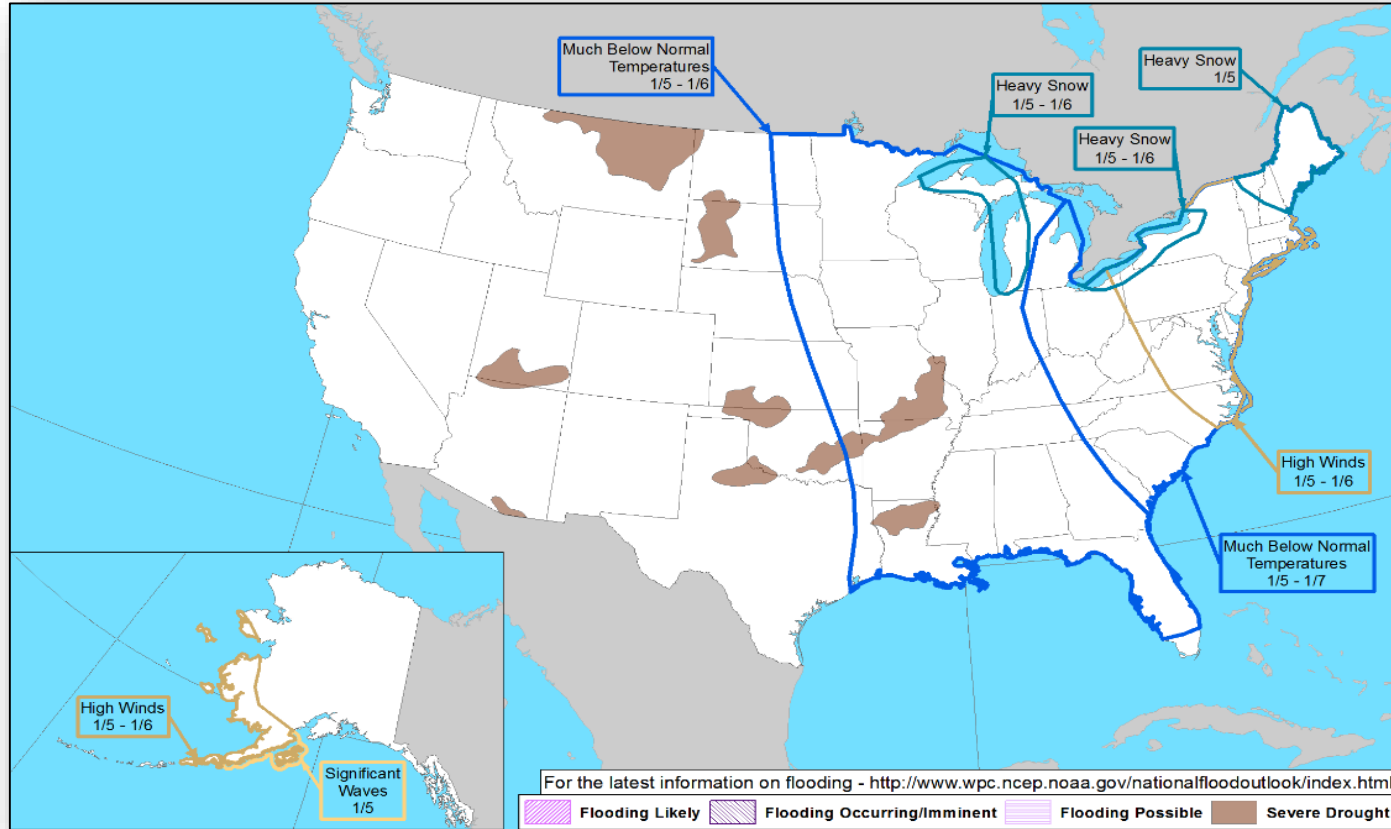 Much Below Normal
Temperatures
1/5 - 1/6
Heavy Snow
1/5 - 1/6
Heavy Snow
1/5
Heavy Snow
1/5 - 1/6
High Winds
1/5 - 1/6
Much Below Normal
Temperatures
1/5 - 1/7
High Winds
1/5 - 1/6
Significant
Waves
1/5
For the latest information on flooding - http://www.wpc.ncep.noaa.gov/nationalfloodoutlook/index.html
Flooding Likely
Flooding Occurring/Imminent
Flooding Possible
Severe Drought